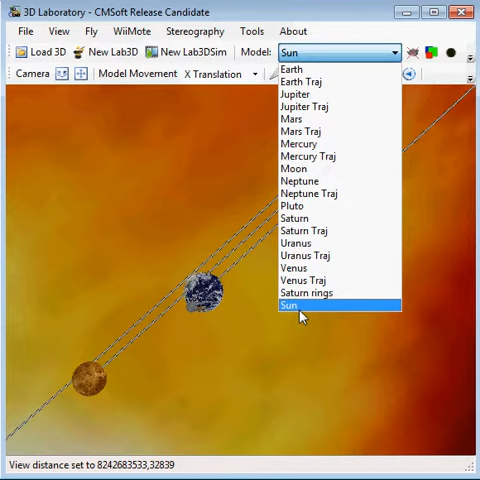 3D Laboratory - CMSoft Release Candidate
File View Fly WiiMote Stereography Tools About
Load 3D New Lab3D New Lab3DSim Model: Sun
Camera Model Movement X Translation
Earth
Earth Traj
Jupiter
Jupiter Traj
Mars
Mars Traj
Mercury
Mercury Traj
Moon
Neptune
Neptune Traj
Pluto
Saturn
Saturn Traj
Uranus
Uranus Traj
Venus
Venus Traj
Saturn rings
Sun
View distance set to 8242683533,32839